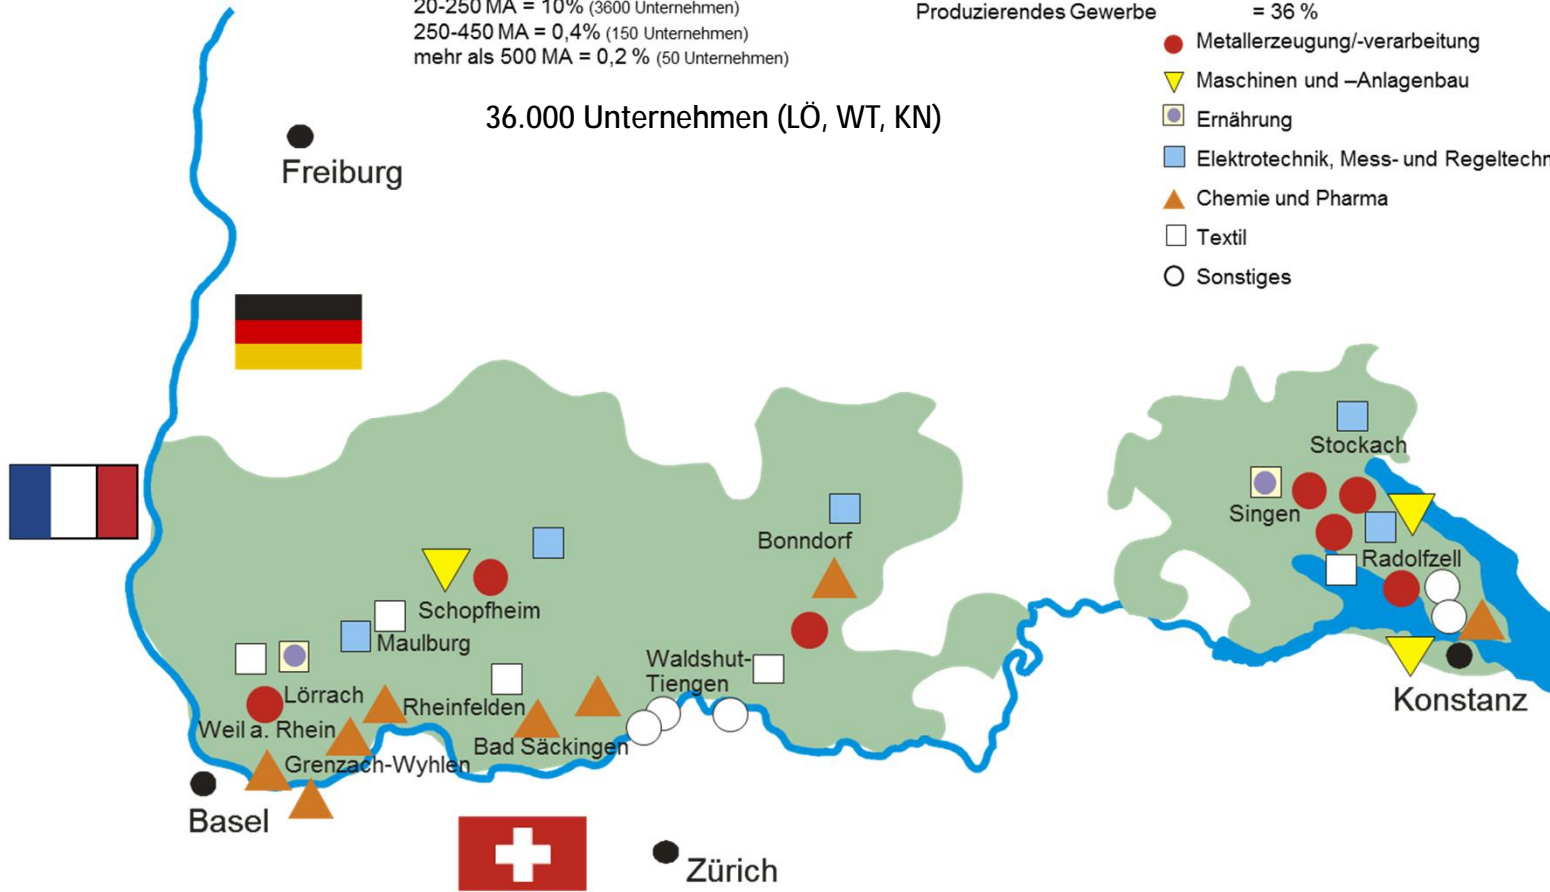 20-250 MA = 10% (3600 Unternehmen)
250-450 MA = 0,4% (150 Unternehmen)
mehr als 500 MA = 0,2 % (50 Unternehmen)
Produzierendes Gewerbe = 36 %
Metallerzeugung/-verarbeitung
Maschinen und –Anlagenbau
Ernährung
Elektrotechnik, Mess- und Regeltechn
Chemie und Pharma
Textil
Sonstiges
36.000 Unternehmen (LÖ, WT, KN)
Freiburg
Stockach
Singen
Bonndorf
Radolfzell
Schopfheim
Maulburg
Waldshut-
Tiengen
Lörrach
Rheinfelden
Konstanz
Weil a. Rhein
Bad Säckingen
Grenzach-Wyhlen
Basel
Zürich